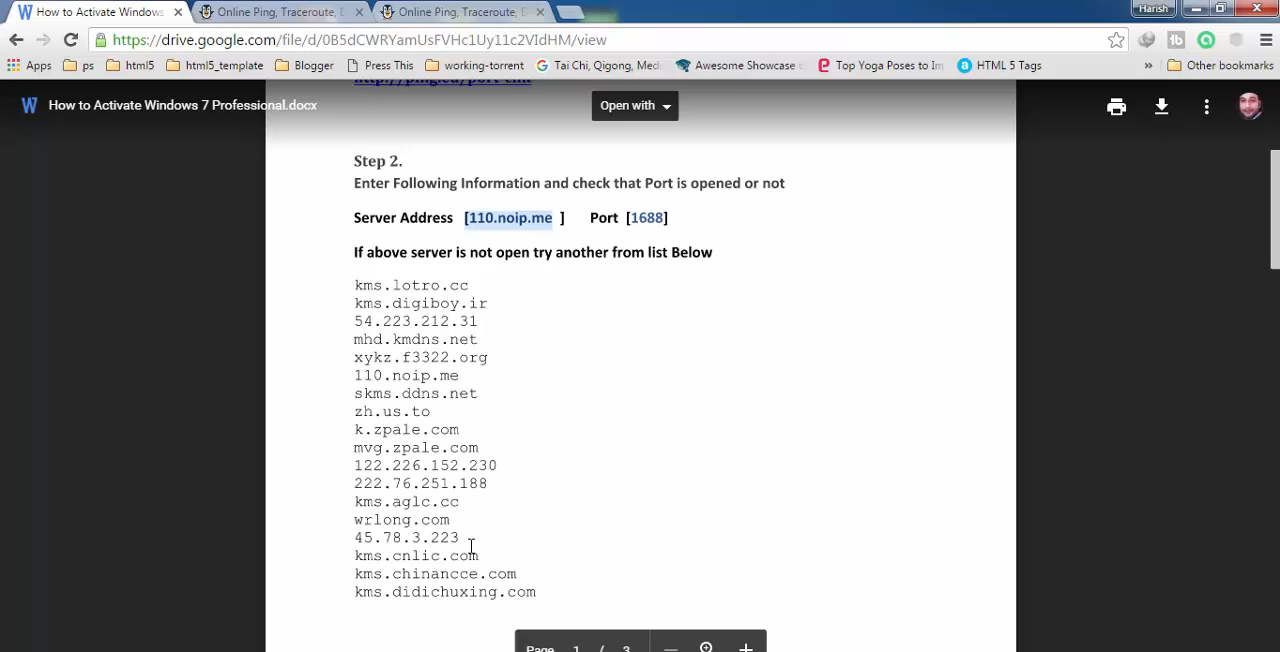 Harish
How to Activate Windows
Online Ping, Traceroute,
Online Ping, Traceroute,
https://drive.google.com/file/d/0B5dCWRYamUsFVHc1Uy11c2VIdHM/view
Apps ps html5 html5_template Blogger Press This working-torrent Tai Chi, Qigong, Med Awesome Showcase Top Yoga Poses to Im HTML 5 Tags » Other bookmarks
W How to Activate Windows 7 Professional.docx
Open with
Step 2.
Enter Following Information and check that Port is opened or not
Server Address [110.noip.me ] Port [1688]
If above server is not open try another from list Below
kms.lotro.cc
kms.digiboy.ir
54.223.212.31
mhd.kmdns.net
xykz.f3322.org
110.noip.me
skms.ddns.net
zh.us.to
k.zpale.com
mvg.zpale.com
122.226.152.230
222.76.251.188
kms.aglc.cc
wrlong.com
45.78.3.223
kms.cnlic.com
kms.chinancce.com
kms.didichuxing.com
Page 1 / 3